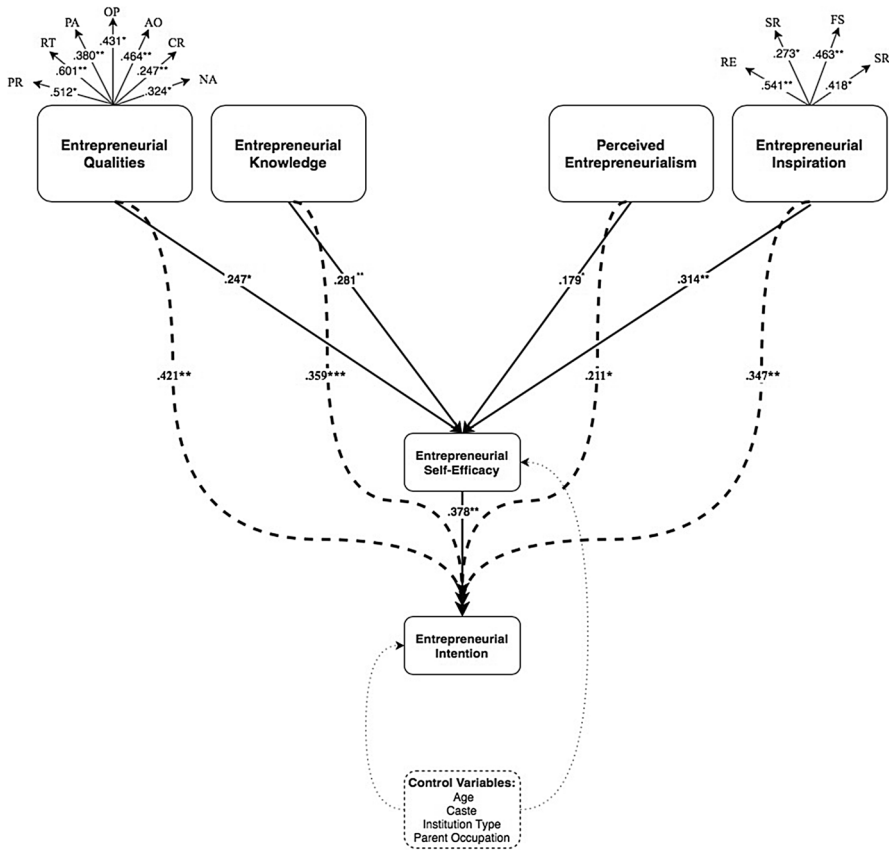 OP
PA
AO
RT
CR
PR
NA
.431*
.380**
.464**
.601**
.247**
.512*
.324*
SR
FS
RE
SR
.273*
.463**
.541**
.418*
Entrepreneurial
Qualities
Entrepreneurial
Knowledge
Perceived
Entrepreneurialism
Entrepreneurial
Inspiration
.247*
.281**
.179*
.314**
.421**
.359***
.211*
.347**
Entrepreneurial
Self-Efficacy
.378**
Entrepreneurial
Intention
Control Variables:
Age
Caste
Institution Type
Parent Occupation